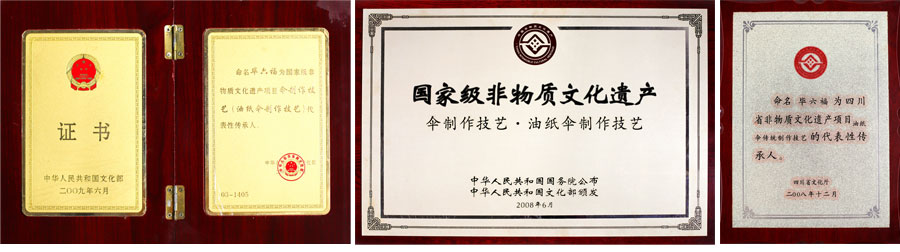 证书
中华人民共和国文化部
二〇〇九年六月
命名毕六福为国家级非
物质文化遗产项目伞制作技
艺（油纸伞制作技艺）代
表性传承人。
03-1405
国家级非物质文化遗产
伞制作技艺·油纸伞制作技艺
中华人民共和国国务院公布
中华人民共和国文化部颁发
2008年6月
命名 毕六福 为四川
省非物质文化遗产项目油纸
伞传统制作技艺的代表性传
承人。
四川省文化厅
二〇〇八年十二月